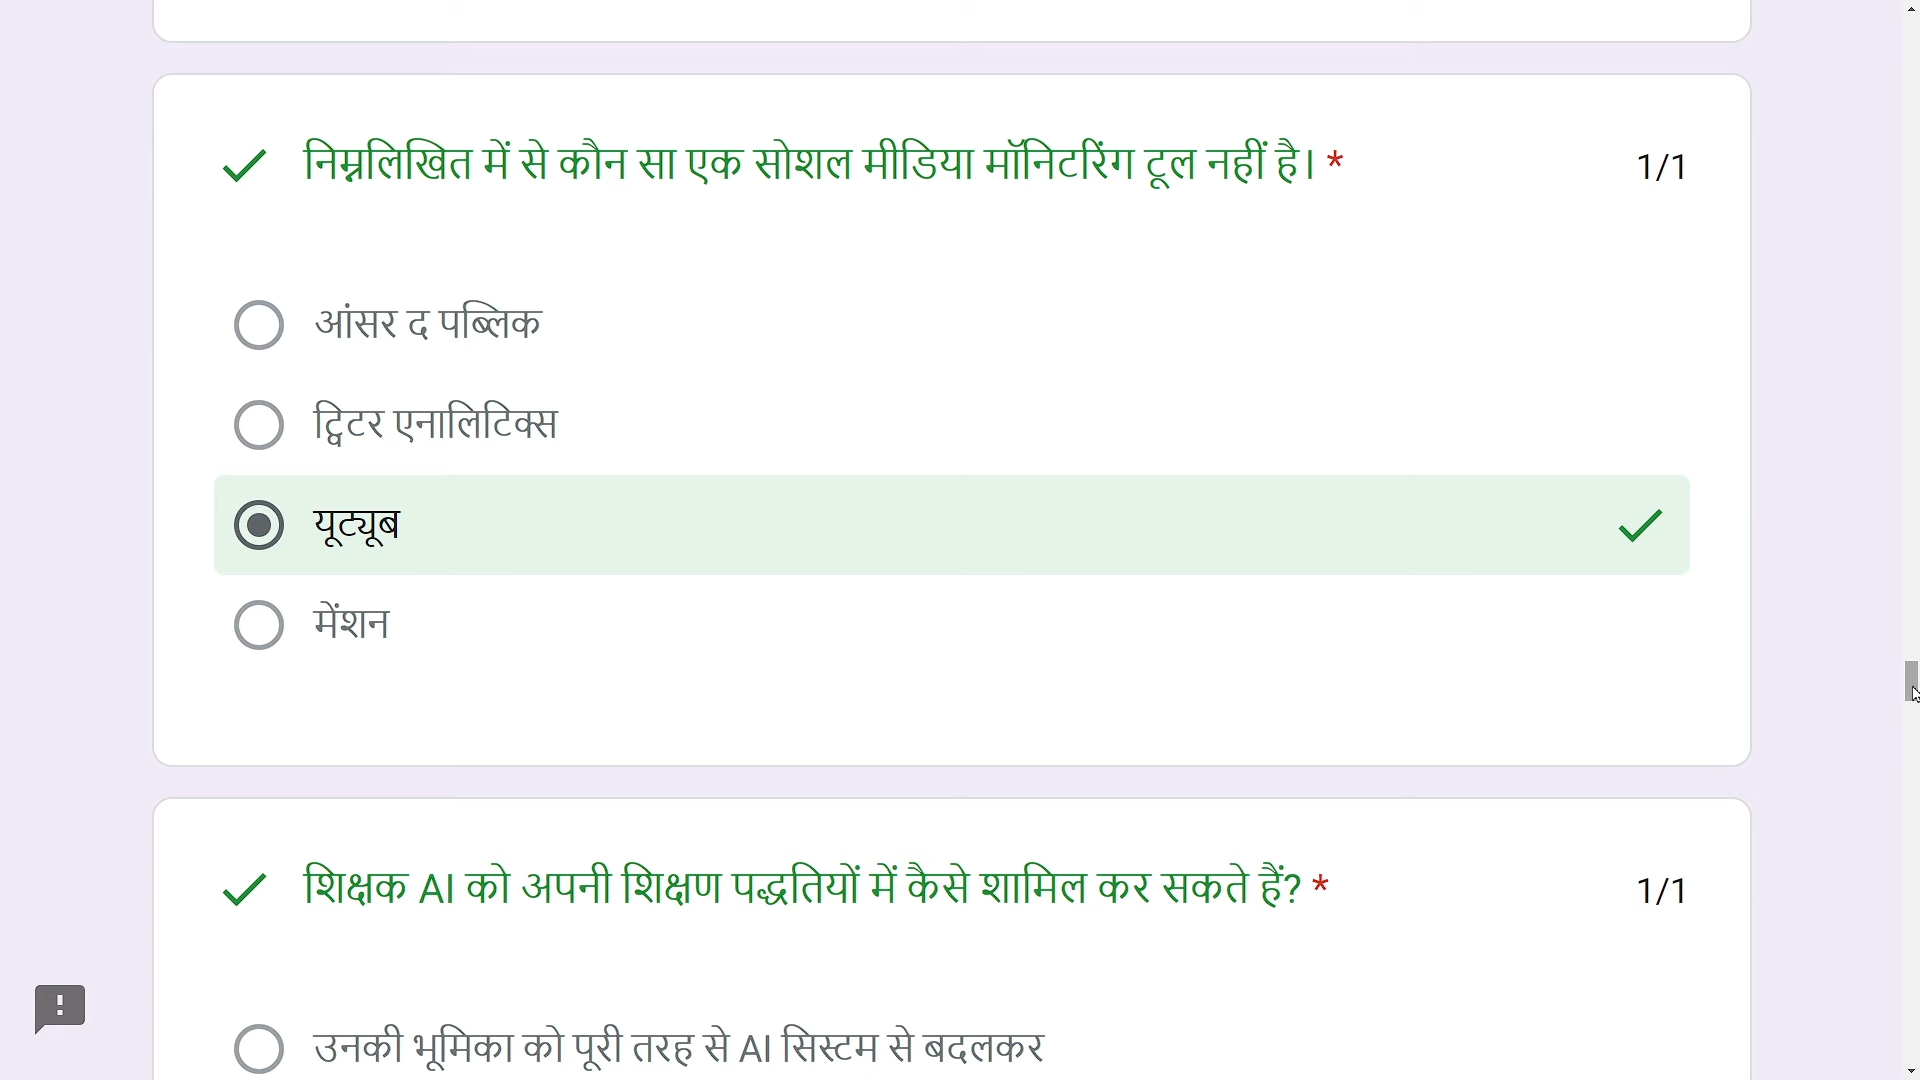 निम्नलिखित में से कौन सा एक सोशल मीडिया मॉनिटरिंग टूल नहीं है। *
1/1
आंसर द पब्लिक
ट्विटर एनालिटिक्स
यूट्यूब
मेंशन
शिक्षक AI को अपनी शिक्षण पद्धतियों में कैसे शामिल कर सकते हैं? *
1/1
उनकी भूमिका को पूरी तरह से AI सिस्टम से बदलकर